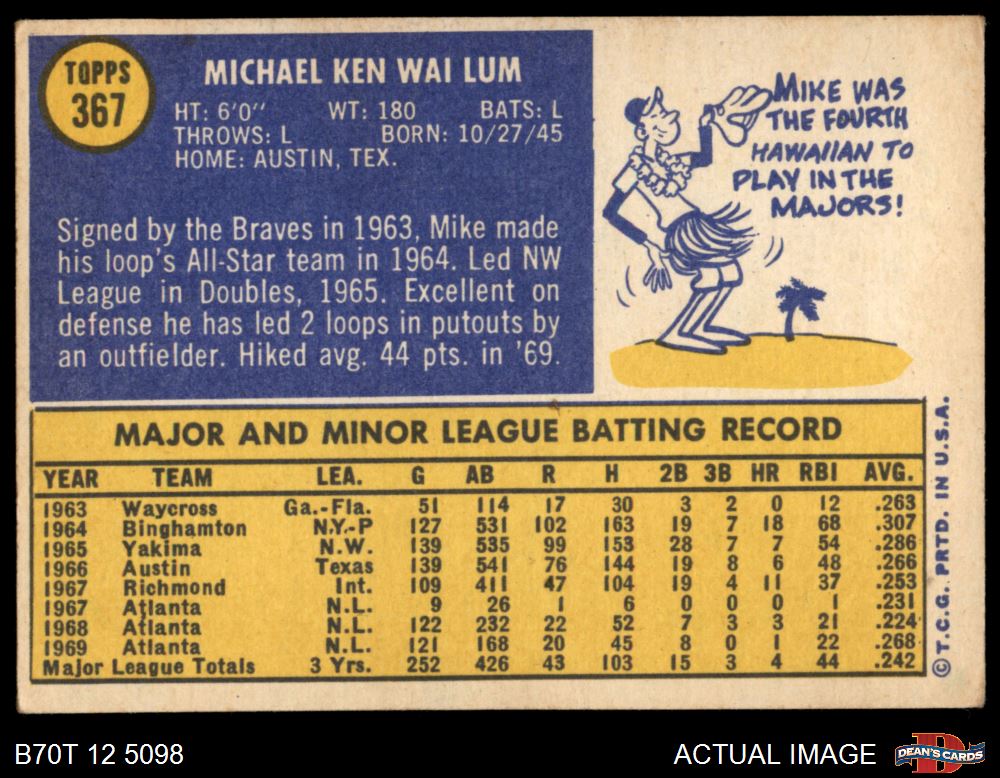 TOPPS
367
MICHAEL KEN WAI LUM
HT: 6'0" WT: 180 BATS: L
THROWS: L BORN: 10/27/45
HOME: AUSTIN, TEX.
Signed by the Braves in 1963, Mike made
his loop's All-Star team in 1964. Led NW
League in Doubles, 1965. Excellent on
defense he has led 2 loops in putouts by
an outfielder. Hiked avg. 44 pts. in '69.
MIKE WAS
THE FOURTH
HAWAIIAN TO
PLAY IN THE
MAJORS!
MAJOR AND MINOR LEAGUE BATTING RECORD
YEAR TEAM LEA. G AB R H 2B 3B HR RBI AVG.
1963 Waycross Ga.-Fla. 51 114 17 30 3 2 0 12 .263
1964 Binghamton N.Y.-P 127 531 102 163 19 7 18 68 .307
1965 Yakima N.W. 139 535 99 153 28 7 7 54 .286
1966 Austin Texas 139 541 76 144 19 8 6 48 .266
1967 Richmond Int. 109 411 47 104 19 4 11 37 .253
1967 Atlanta N.L. 9 26 1 6 0 0 0 1 .231
1968 Atlanta N.L. 122 232 22 52 7 3 3 21 .224
1969 Atlanta N.L. 121 168 20 45 8 0 1 22 .268
Major League Totals 3 Yrs. 252 426 43 103 15 3 4 44 .242
© T.C.G. PRTD. IN U.S.A.
B70T 12 5098
ACTUAL IMAGE
DEAN'S CARDS